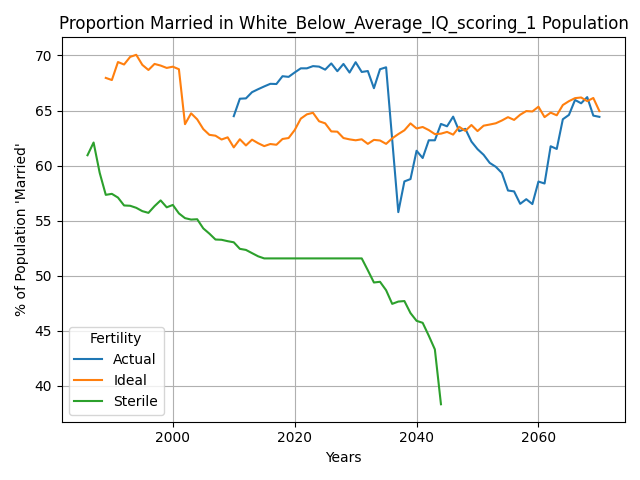 Proportion Married in White_Below_Average_IQ_scoring_1 Population
% of Population 'Married'
70
65
60
55
50
45
40
Fertility
Actual
Ideal
Sterile
2000
2020
2040
2060
Years